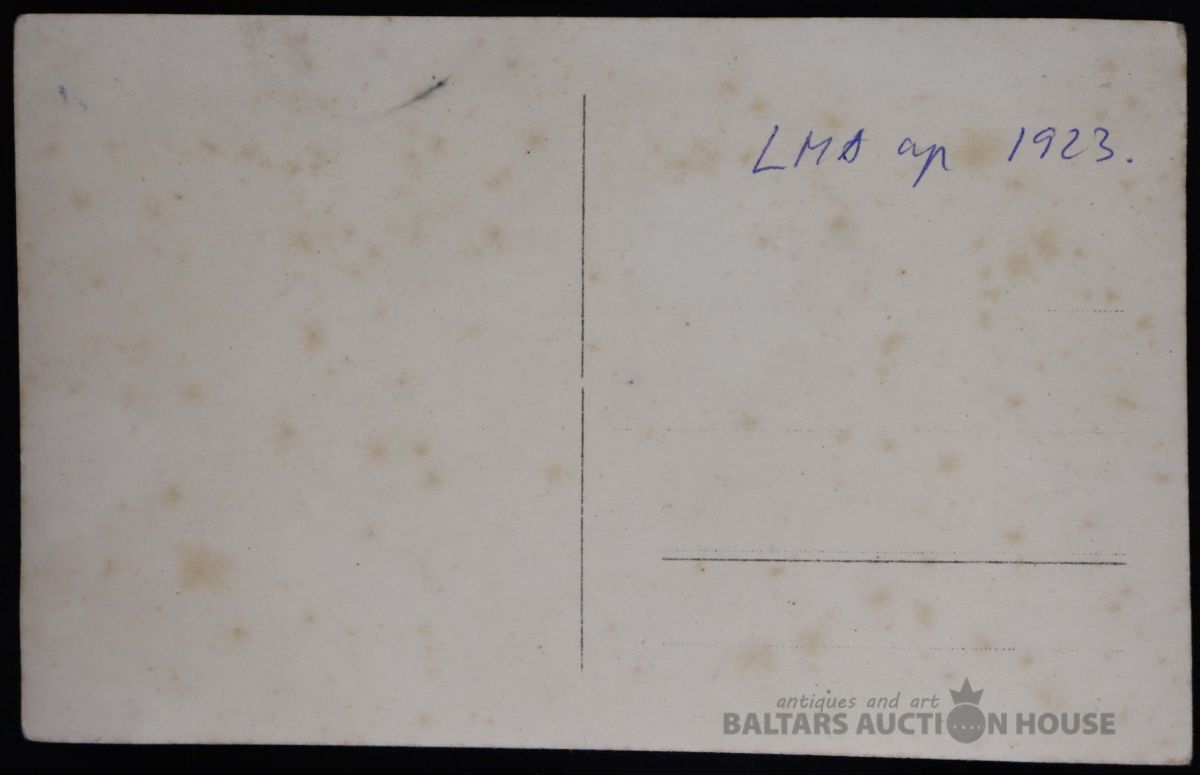 LMA ap 1923.
antiques and art
BALTARS AUCTION HOUSE